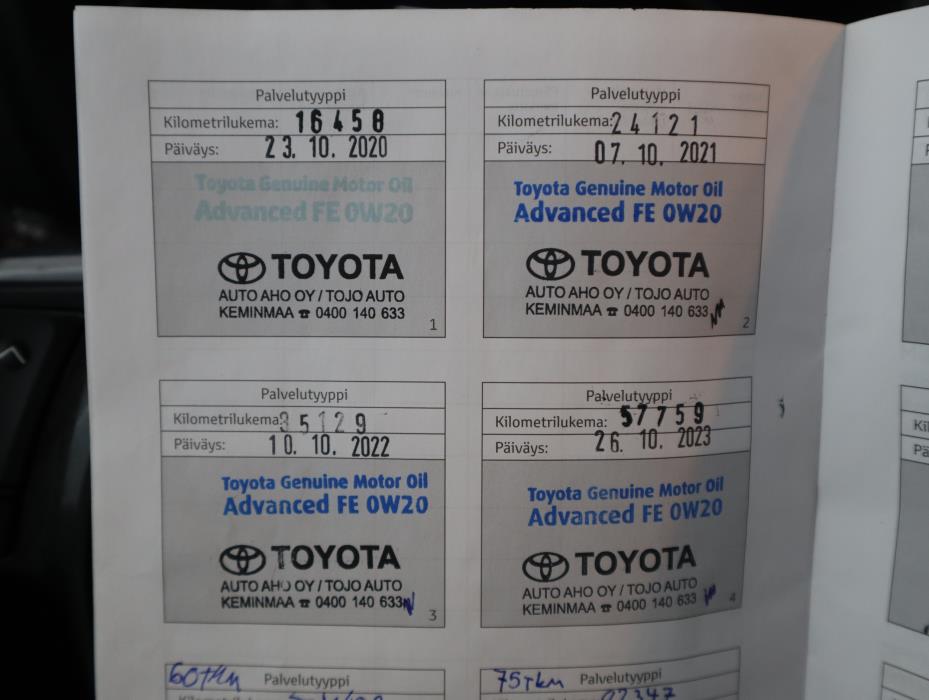 Palvelutyyppi
Kilometrilukema: 16458
Päiväys: 23. 10. 2020
Toyota Genuine Motor Oil
Advanced FE 0W20
TOYOTA
AUTO AHO OY / TOJO AUTO
KEMINMAA ☎ 0400 140 633
1
Palvelutyyppi
Kilometrilukema: 24121
Päiväys: 07. 10. 2021
Toyota Genuine Motor Oil
Advanced FE 0W20
TOYOTA
AUTO AHO OY / TOJO AUTO
KEMINMAA ☎ 0400 140 633
2
Palvelutyyppi
Kilometrilukema: 35129
Päiväys: 10. 10. 2022
Toyota Genuine Motor Oil
Advanced FE 0W20
TOYOTA
AUTO AHO OY / TOJO AUTO
KEMINMAA ☎ 0400 140 633
3
Palvelutyyppi
Kilometrilukema: 57759
Päiväys: 26. 10. 2023
Toyota Genuine Motor Oil
Advanced FE 0W20
TOYOTA
AUTO AHO OY / TOJO AUTO
KEMINMAA ☎ 0400 140 633
4
60tkm Palvelutyyppi
75tkm Palvelutyyppi